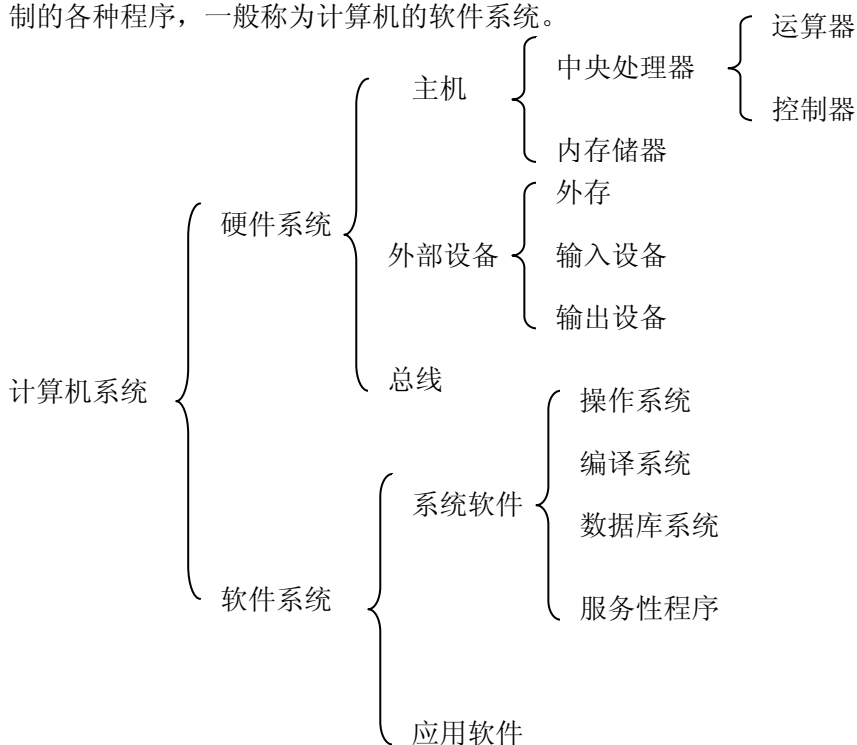 制的各种程序，一般称为计算机的软件系统。
运算器
中央处理器
主机
控制器
内存储器
外存
硬件系统
外部设备
输入设备
输出设备
总线
计算机系统
操作系统
编译系统
系统软件
数据库系统
软件系统
服务性程序
应用软件